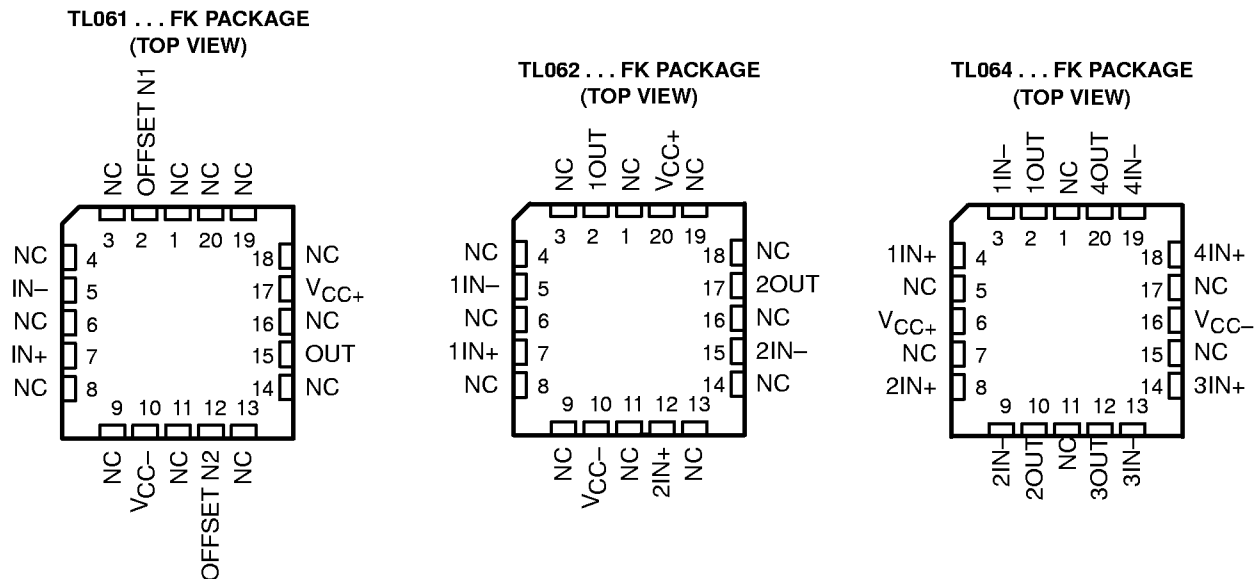 TL061 . . . FK PACKAGE
(TOP VIEW)
NC
OFFSET N1
NC
NC
NC
3
2
1
20
19
NC
4
IN–
5
NC
6
IN+
7
NC
8
18
NC
17
VCC+
16
NC
15
OUT
14
NC
9
10
11
12
13
NC
VCC–
NC
OFFSET N2
NC
TL062 . . . FK PACKAGE
(TOP VIEW)
NC
1OUT
NC
VCC+
NC
3
2
1
20
19
NC
4
1IN–
5
NC
6
1IN+
7
NC
8
18
NC
17
2OUT
16
NC
15
2IN–
14
NC
9
10
11
12
13
NC
VCC–
NC
2IN+
NC
TL064 . . . FK PACKAGE
(TOP VIEW)
1IN–
1OUT
NC
4OUT
4IN–
3
2
1
20
19
1IN+
4
NC
5
VCC+
6
NC
7
2IN+
8
18
4IN+
17
NC
16
VCC–
15
NC
14
3IN+
9
10
11
12
13
2IN–
2OUT
NC
3OUT
3IN–